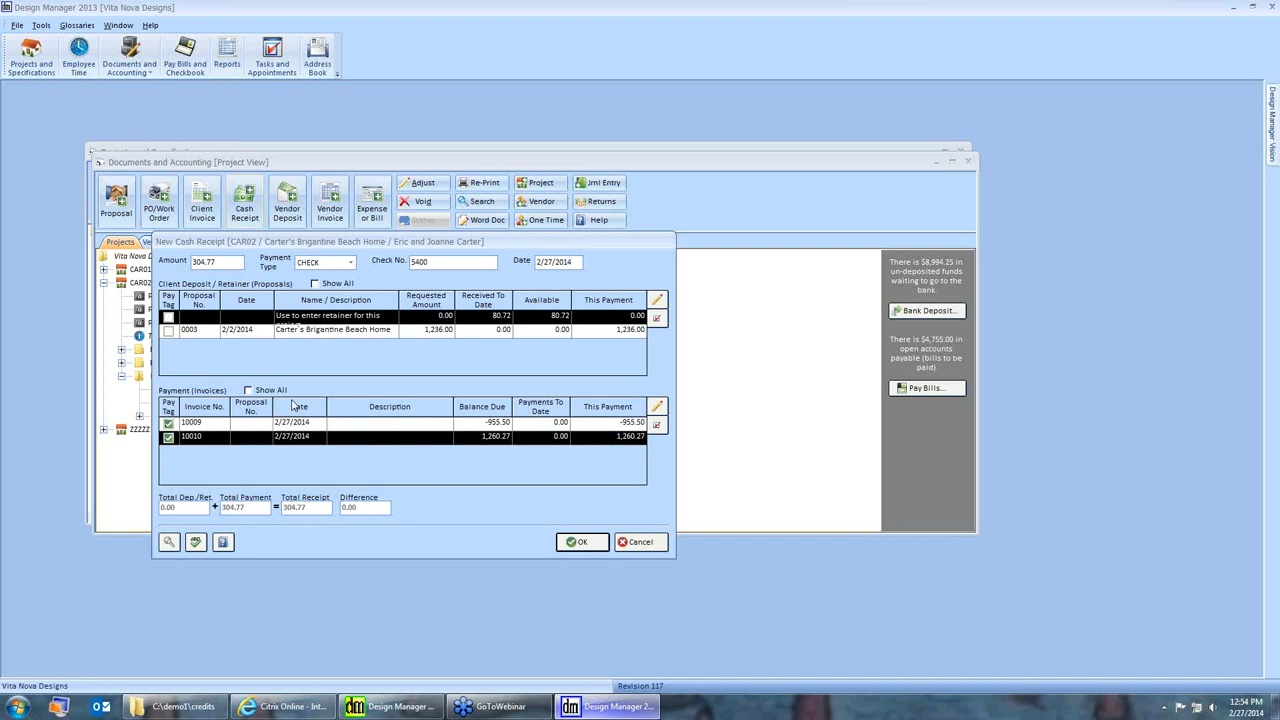 Design Manager 2013 [Vita Nova Designs]
File Tools Glossaries Window Help
Projects and Specifications
Employee Time
Documents and Accounting
Pay Bills and Checkbook
Reports
Tasks and Appointments
Address Book
Design Manager Vision
Documents and Accounting [Project View]
Proposal
PO/Work Order
Client Invoice
Cash Receipt
Vendor Deposit
Vendor Invoice
Expense or Bill
Adjust Re-Print Project Jrnl Entry
Void Search Vendor Returns
Status Word Doc One Time Help
Projects
Vita Nova D
CAR01
CAR02
ZZZZZ
New Cash Receipt [CAR02 / Carter's Brigantine Beach Home / Eric and Joanne Carter]
Amount 304.77 Payment Type CHECK Check No. 5400 Date 2/27/2014
Client Deposit / Retainer (Proposals) Show All
Pay Tag Proposal No. Date Name / Description Requested Amount Received To Date Available This Payment
Use to enter retainer for this 0.00 80.72 80.72 0.00
0003 2/2/2014 Carter's Brigantine Beach Home 1,236.00 0.00 0.00 1,236.00
Payment (Invoices) Show All
Pay Tag Invoice No. Proposal No. Description Balance Due Payments To Date This Payment
10009 2/27/2014 -955.50 0.00 -955.50
10010 2/27/2014 1,260.27 0.00 1,260.27
Total Dep./Ret. Total Payment Total Receipt Difference
0.00 + 304.77 = 304.77 0.00
OK Cancel
There is $8,994.25 in
un-deposited funds
waiting to go to the
bank.
Bank Deposit...
There is $4,755.00 in
open accounts
payable (bills to be
paid).
Pay Bills...
Vita Nova Designs Revision 117
C:\demo1\credits
Citrix Online - Int...
Design Manager ...
GoToWebinar
Design Manager 2...
12:54 PM
2/27/2014